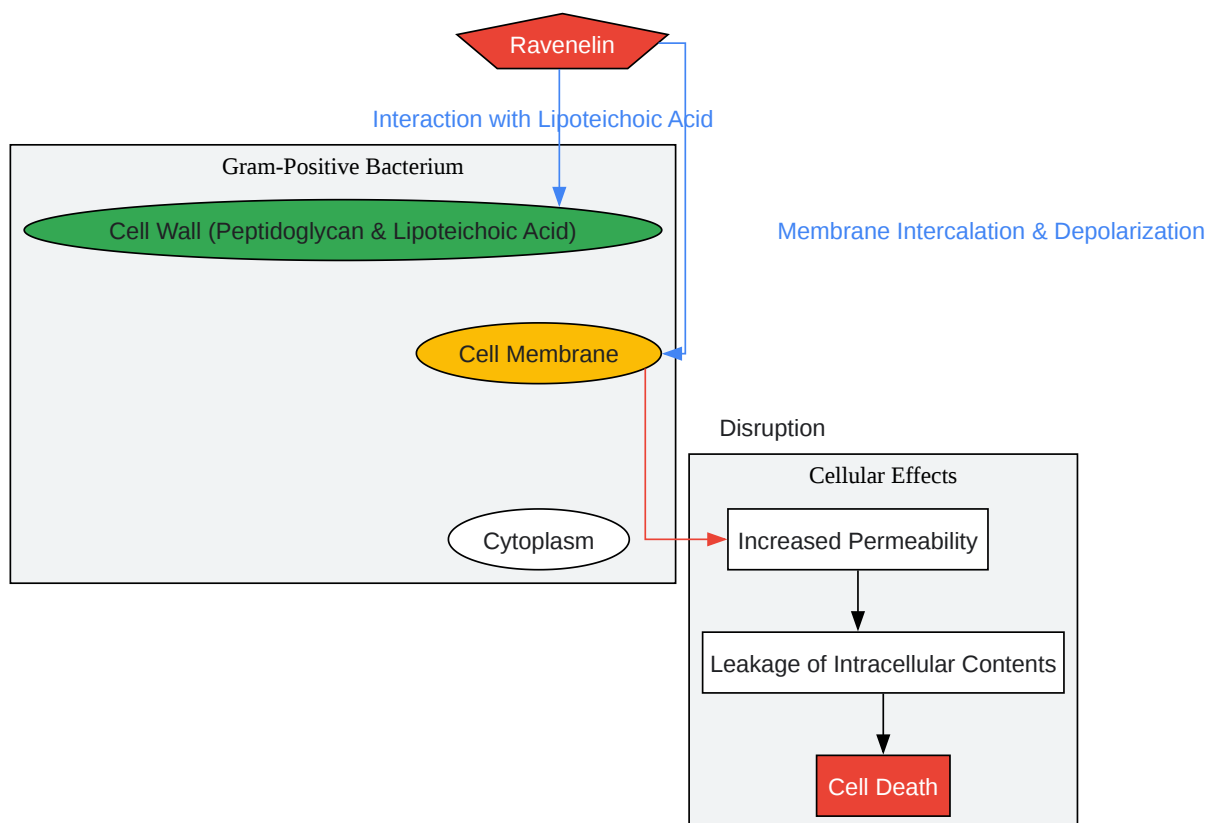 Ravenelin
Interaction with Lipoteichoic Acid
Gram-Positive Bacterium
Cell Wall (Peptidoglycan & Lipoteichoic Acid)
Membrane Intercalation & Depolarization
Cell Membrane
Disruption
Cellular Effects
Cytoplasm
Increased Permeability
Leakage of Intracellular Contents
Cell Death